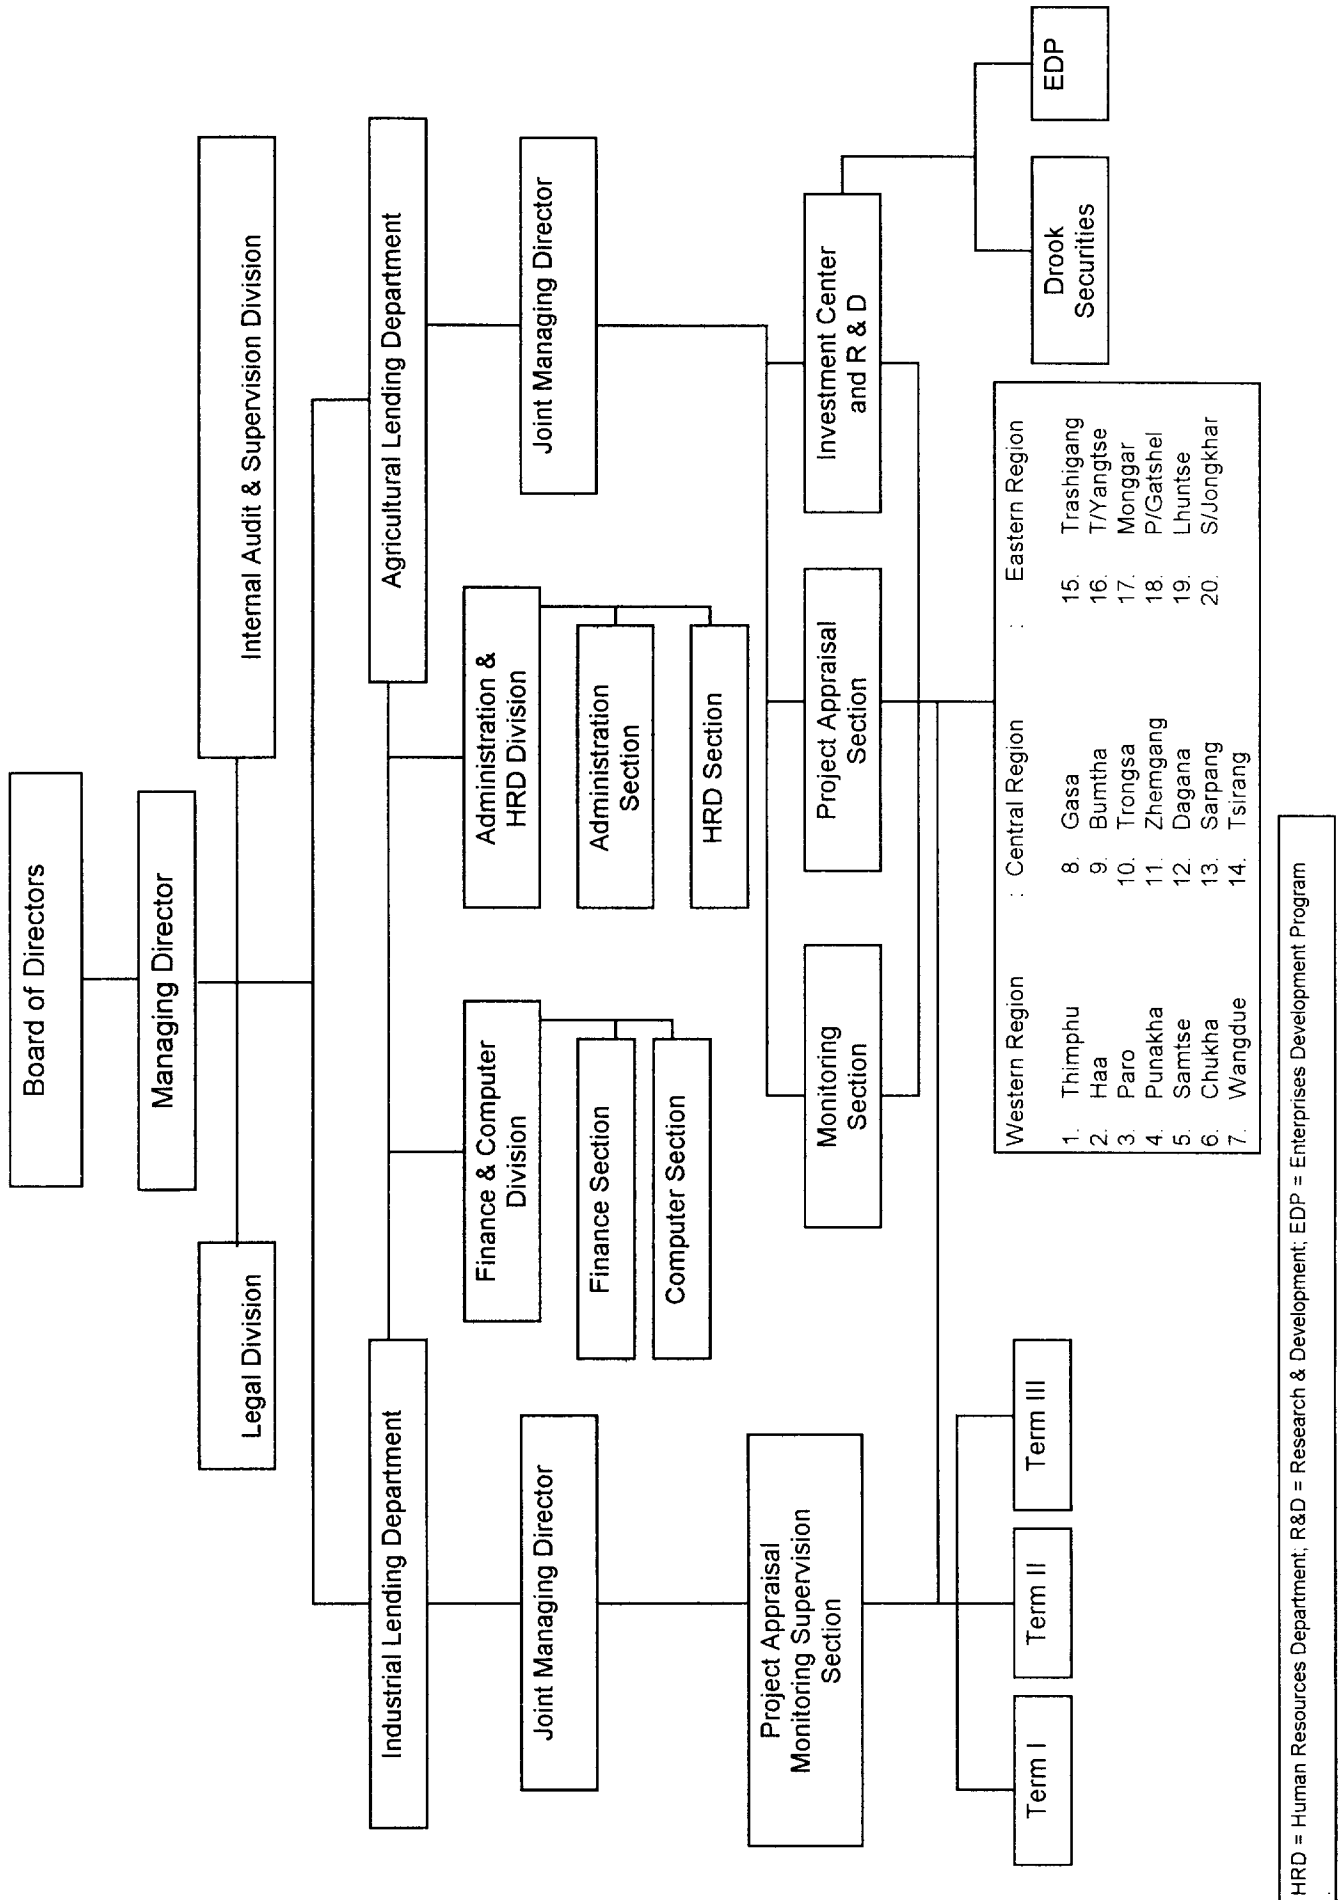 Board of Directors
Managing Director
Legal Division
Internal Audit & Supervision Division
Industrial Lending Department
Agricultural Lending Department
Finance & Computer
Division
Administration &
HRD Division
Joint Managing Director
Joint Managing Director
Finance Section
Administration
Section
Computer Section
HRD Section
Project Appraisal
Monitoring Supervision
Section
Monitoring
Section
Project Appraisal
Section
Investment Center
and R & D
Term I
Term II
Term III
Drook
Securities
EDP
Western Region : Central Region : Eastern Region
1. Thimphu 8. Gasa 15. Trashigang
2. Haa 9. Bumtha 16. T/Yangtse
3. Paro 10. Trongsa 17. Monggar
4. Punakha 11. Zhemgang 18. P/Gatshel
5. Samtse 12. Dagana 19. Lhuntse
6. Chukha 13. Sarpang 20. S/Jongkhar
7. Wangdue 14. Tsirang
HRD = Human Resources Department; R&D = Research & Development; EDP = Enterprises Development Program